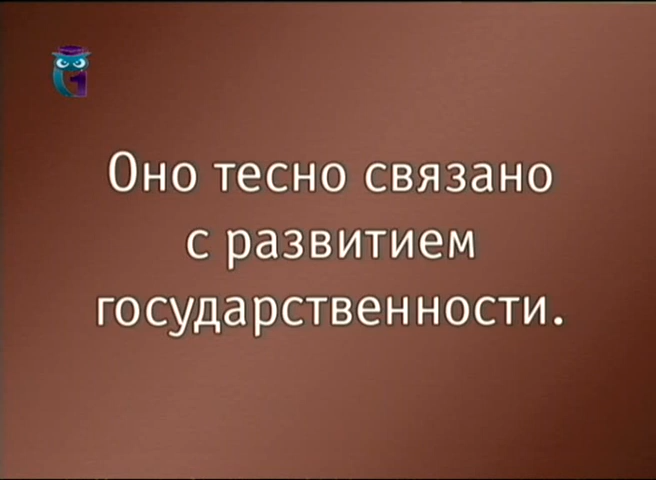 Оно тесно связано
с развитием
государственности.